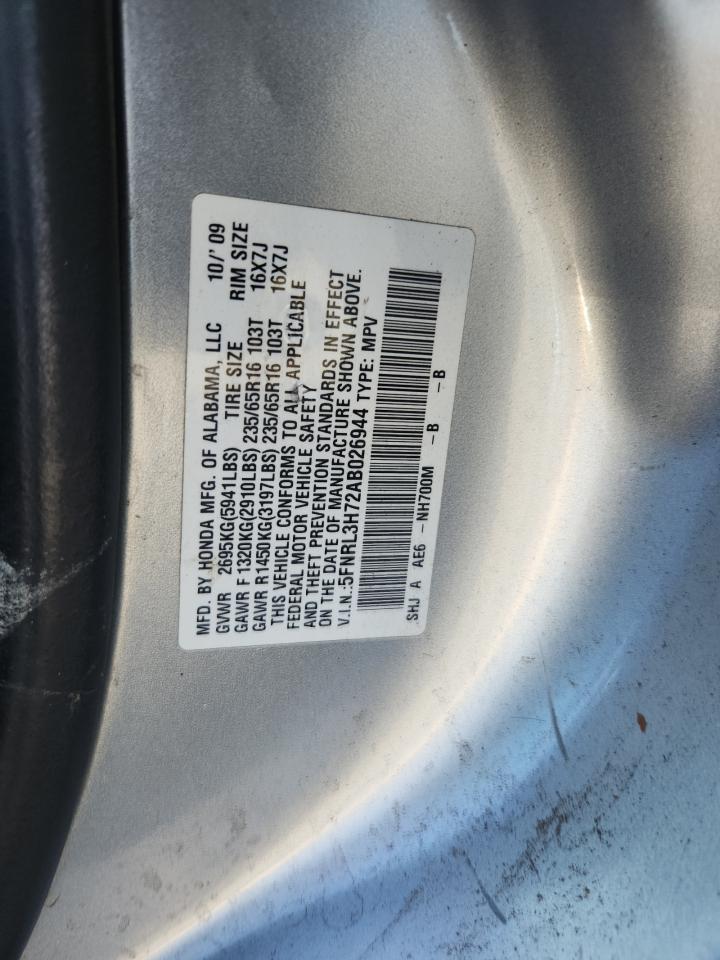 MFD. BY HONDA MFG. OF ALABAMA, LLC 10/'09
GVWR 2695KG(5941LBS) TIRE SIZE RIM SIZE
GAWR F 1320KG(2910LBS) 235/65R16 103T 16X7J
GAWR R1450KG(3197LBS) 235/65R16 103T 16X7J
THIS VEHICLE CONFORMS TO ALL APPLICABLE
FEDERAL MOTOR VEHICLE SAFETY
AND THEFT PREVENTION STANDARDS IN EFFECT
ON THE DATE OF MANUFACTURE SHOWN ABOVE.
V.I.N.:5FNRL3H72AB026944 TYPE: MPV
SHJ A AE6 -NH700M -B -B